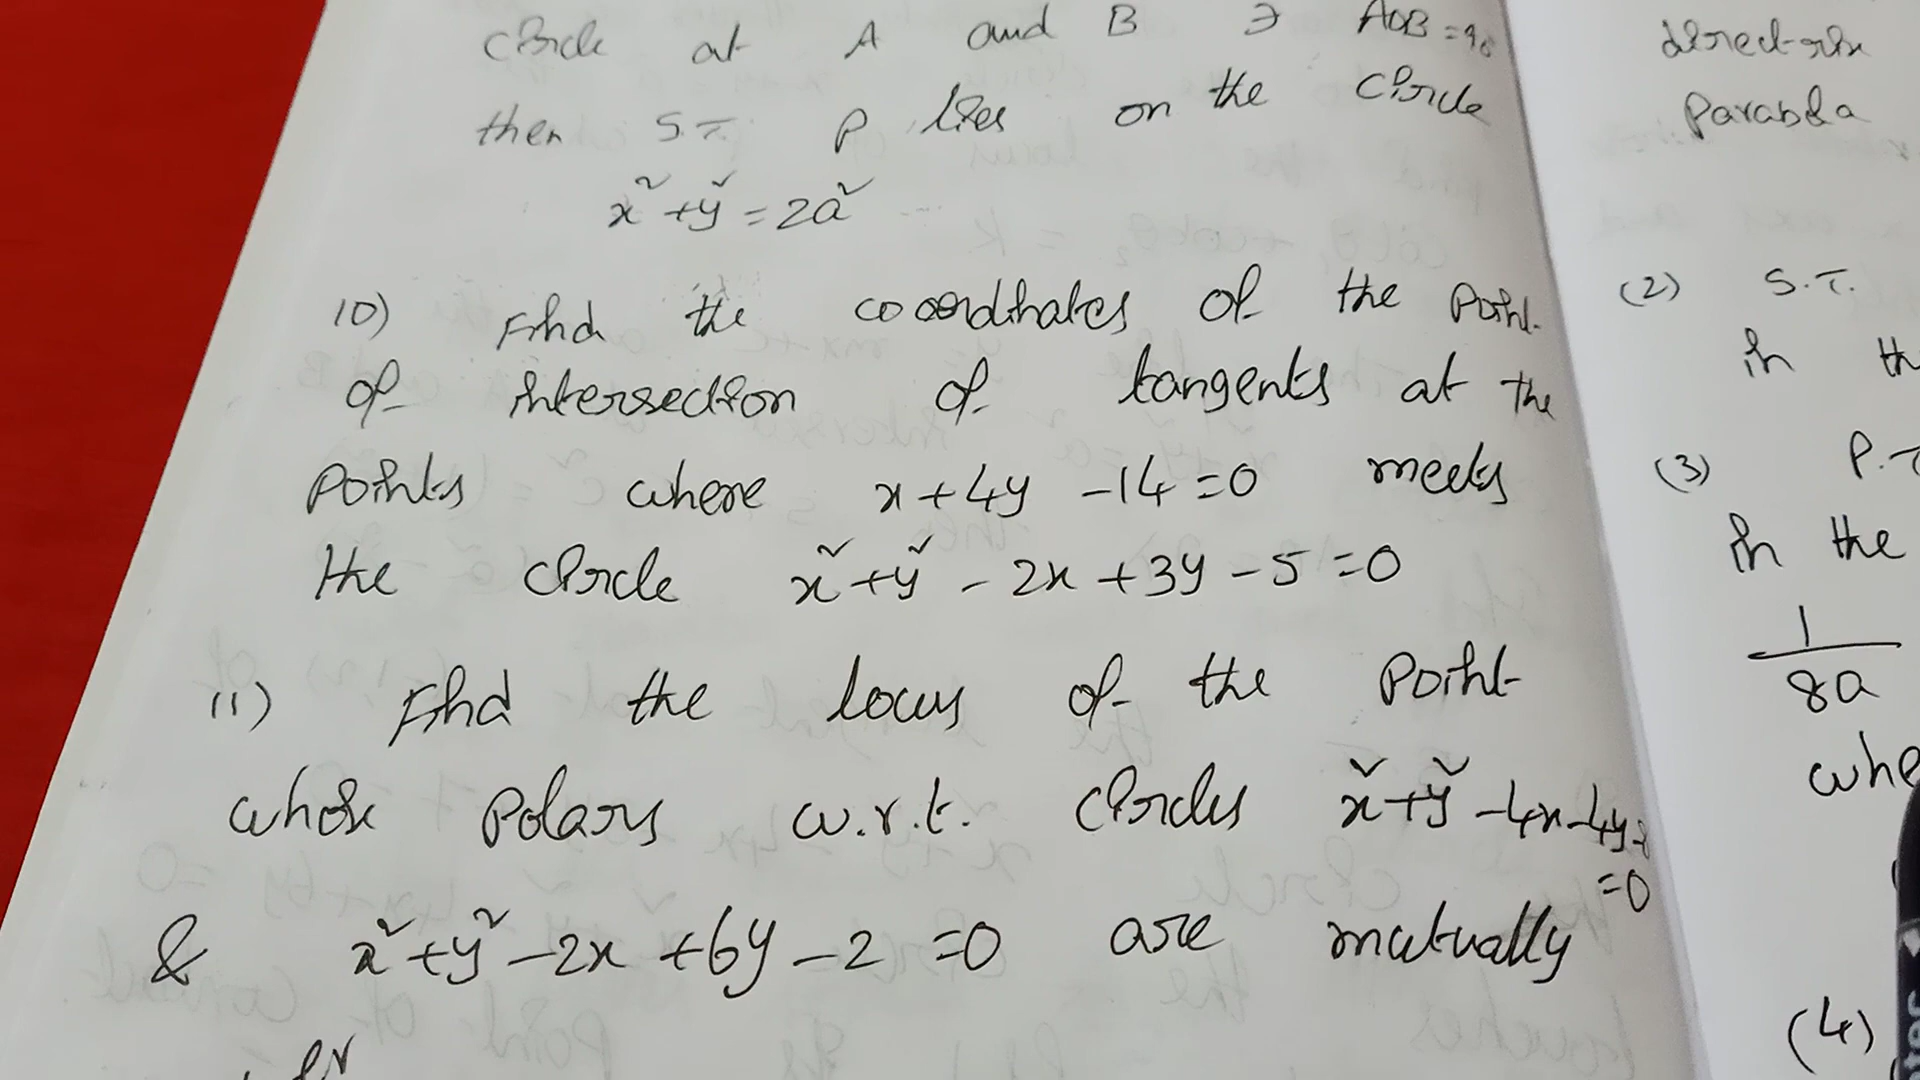 circle at A and B ∋ AOB=90
then S.T. P lies on the circle
x²+y²=2a²
10) Find the coordinates of the point
of intersection of tangents at the
points where x+4y-14=0 meets
the circle x²+y²-2x+3y-5=0
11) Find the locus of the point
whose polars w.r.t. circles x²+y²-4x-4y-8
=0
& x²+y²-2x+6y-2=0 are mutually
directrix
parabola
(2) S.T.
in th
(3) P.T
in the
1
8a
whe
(4)